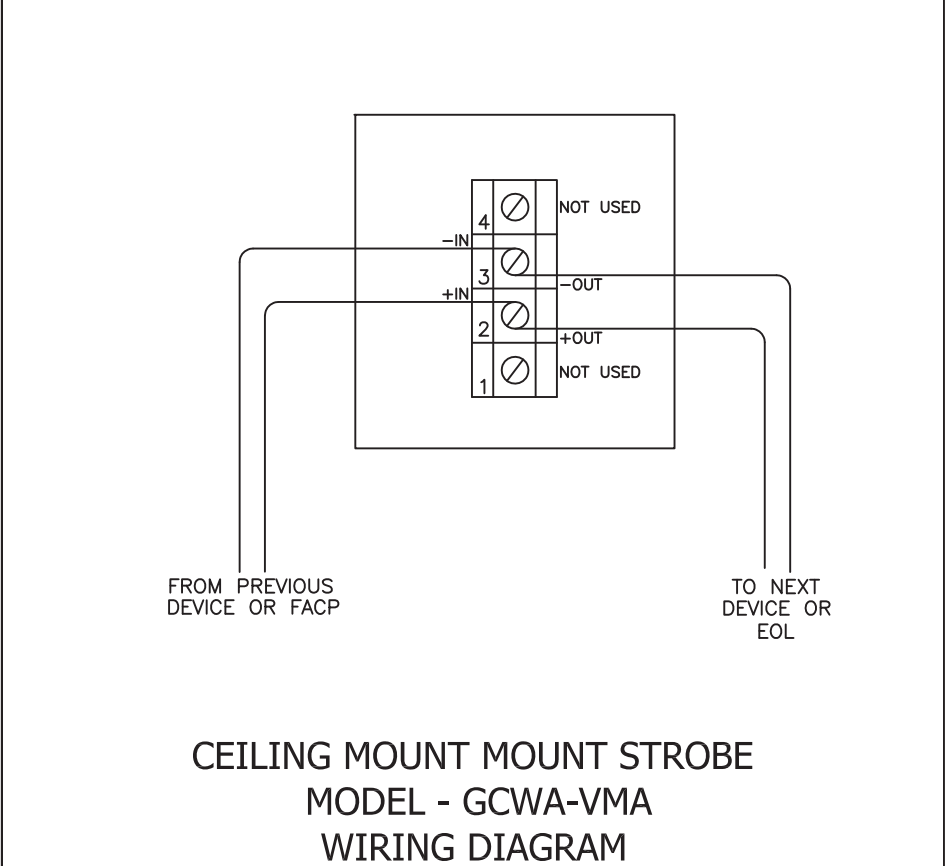 4 NOT USED
-IN
3
-OUT
+IN
2
+OUT
1 NOT USED
FROM PREVIOUS
DEVICE OR FACP
TO NEXT
DEVICE OR
EOL
CEILING MOUNT MOUNT STROBE
MODEL - GCWA-VMA
WIRING DIAGRAM